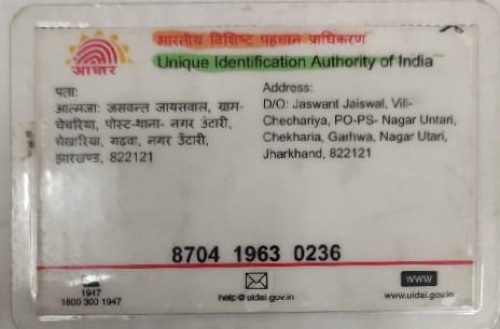 भारतीय विशिष्ट पहचान प्राधिकरण
Unique Identification Authority of India
आधार
पता:
आत्मजा: जसवन्त जायसवाल, ग्राम-
चेचरिया, पोस्ट-थाना- नगर उंटारी,
चेखारिया, गढवा, नगर उँटारी,
झारखण्ड, 822121
Address:
D/O: Jaswant Jaiswal, Vill-
Chechariya, PO-PS- Nagar Untari,
Chekharia, Garhwa, Nagar Utari,
Jharkhand, 822121
8704 1963 0236
1947
1800 300 1947
help@uidai.gov.in
www
www.uidai.gov.in